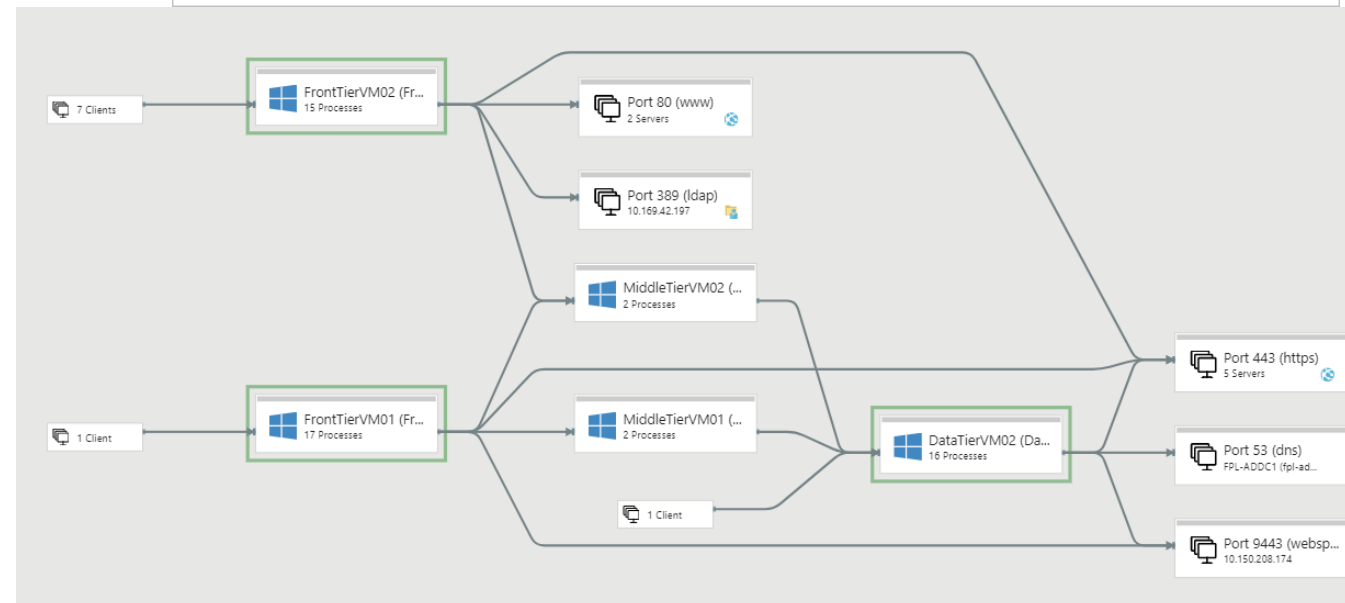 7 Clients
FrontTierVM02 (Fr...
15 Processes
Port 80 (www)
2 Servers
Port 389 (ldap)
10.169.42.197
MiddleTierVM02 (...
2 Processes
Port 443 (https)
5 Servers
1 Client
FrontTierVM01 (Fr...
17 Processes
MiddleTierVM01 (...
2 Processes
DataTierVM02 (Da...
16 Processes
Port 53 (dns)
FPL-ADDC1 (fpl-ad...
1 Client
Port 9443 (websp...
10.150.208.174